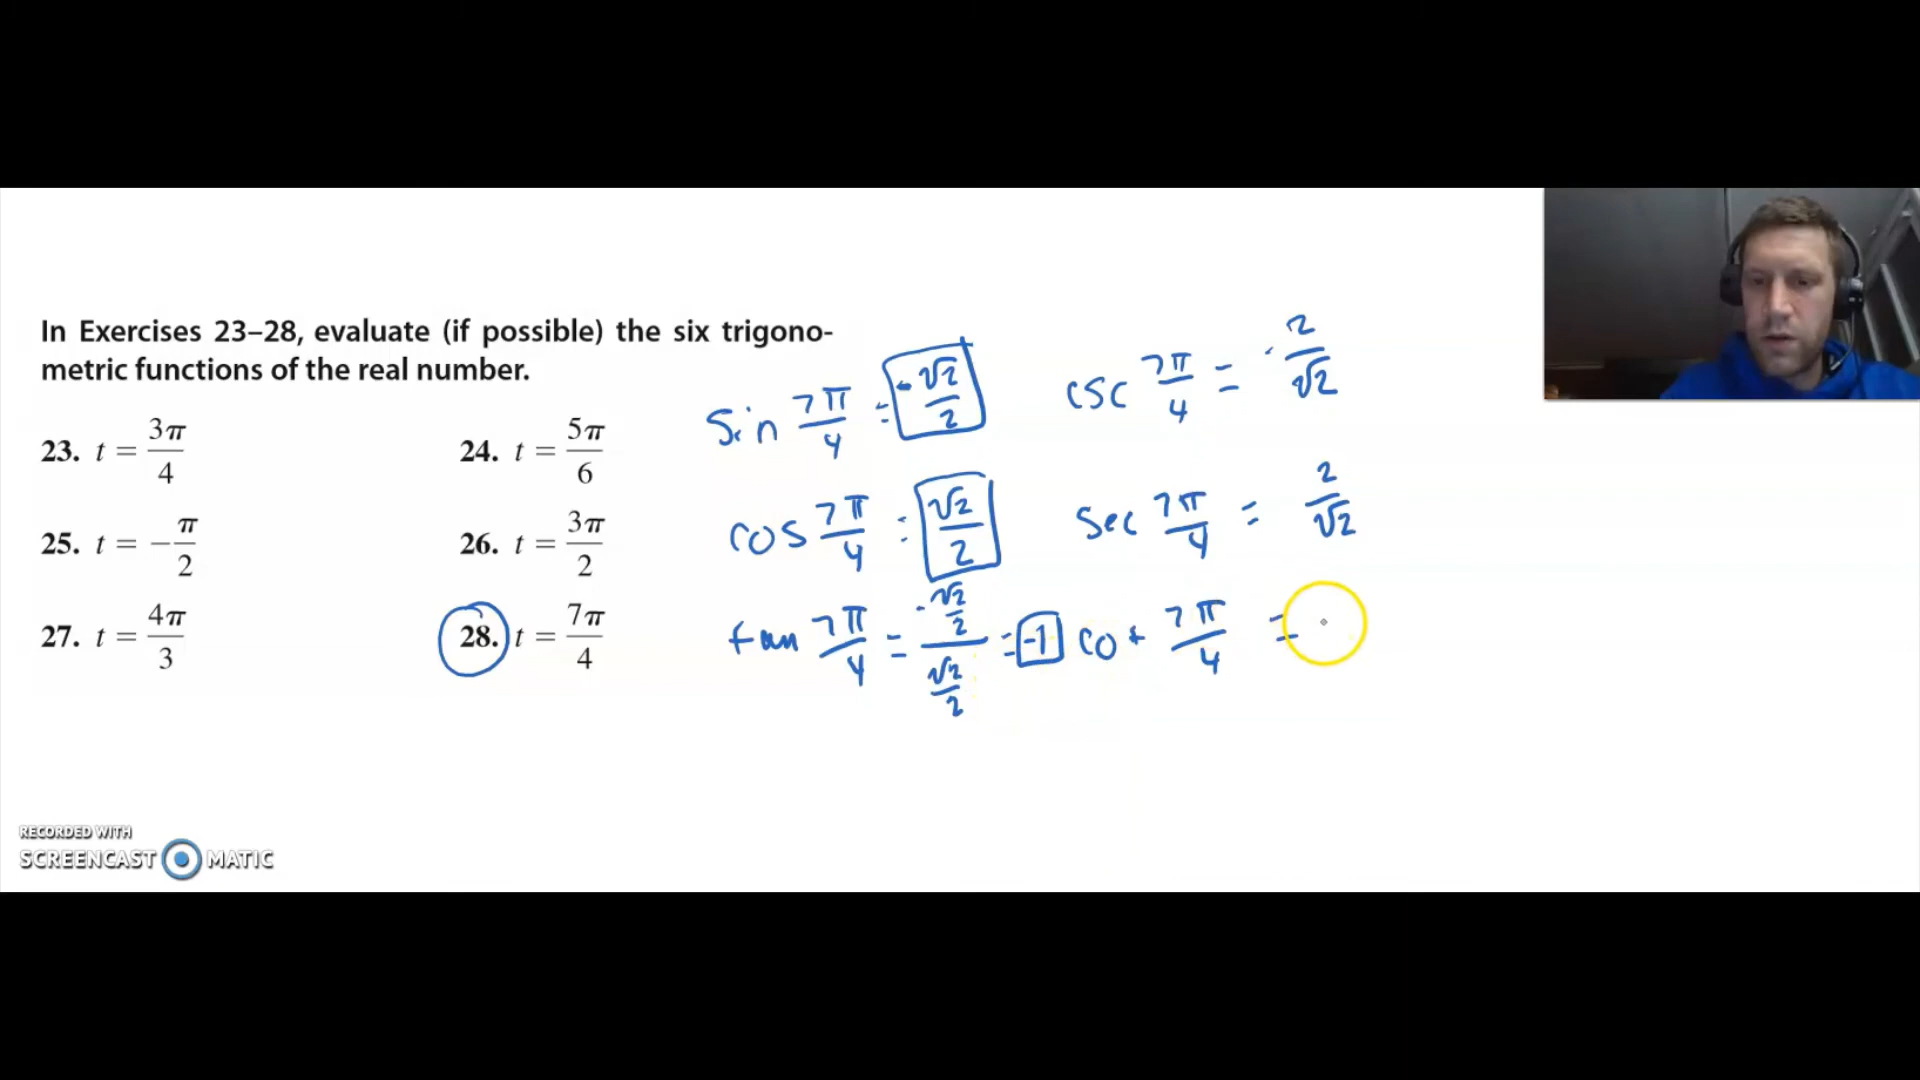 In Exercises 23–28, evaluate (if possible) the six trigono-
metric functions of the real number.
23. t = 3π/4
24. t = 5π/6
25. t = −π/2
26. t = 3π/2
27. t = 4π/3
28. t = 7π/4
sin 7π/4 = -√2/2
csc 7π/4 = -2/√2
cos 7π/4 = √2/2
sec 7π/4 = 2/√2
tan 7π/4 = (-√2/2)/(√2/2) = -1
cot 7π/4 =
RECORDED WITH
SCREENCAST MATIC